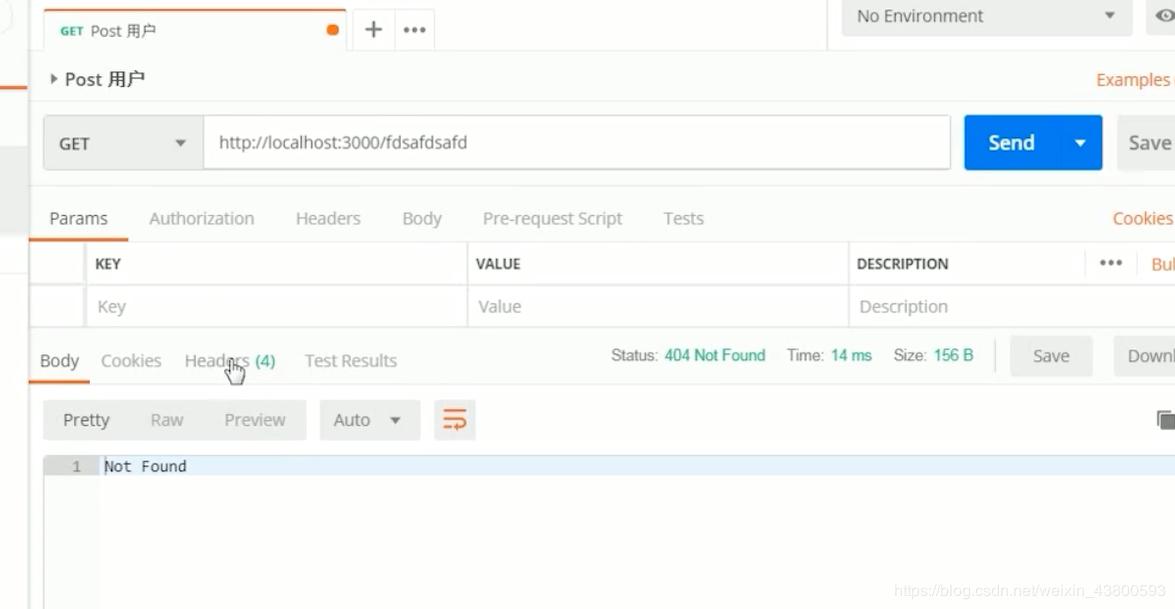 GET Post 用户
No Environment
Post 用户
Examples
GET http://localhost:3000/fdsafdsafd Send Save
Params Authorization Headers Body Pre-request Script Tests Cookies
KEY VALUE DESCRIPTION Bul
Key Value Description
Body Cookies Headers (4) Test Results Status: 404 Not Found Time: 14 ms Size: 156 B Save Downl
Pretty Raw Preview Auto
1 Not Found
https://blog.csdn.net/weixin_43800593